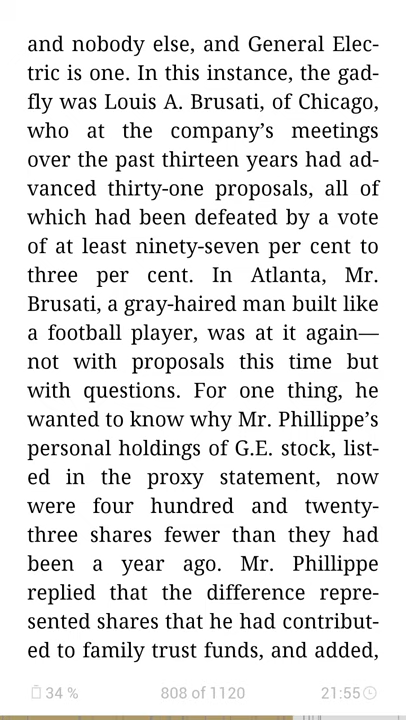 and nobody else, and General Elec-
tric is one. In this instance, the gad-
fly was Louis A. Brusati, of Chicago,
who at the company’s meetings
over the past thirteen years had ad-
vanced thirty-one proposals, all of
which had been defeated by a vote
of at least ninety-seven per cent to
three per cent. In Atlanta, Mr.
Brusati, a gray-haired man built like
a football player, was at it again—
not with proposals this time but
with questions. For one thing, he
wanted to know why Mr. Phillippe’s
personal holdings of G.E. stock, list-
ed in the proxy statement, now
were four hundred and twenty-
three shares fewer than they had
been a year ago. Mr. Phillippe
replied that the difference repre-
sented shares that he had contribut-
ed to family trust funds, and added,
34 % 808 of 1120 21:55